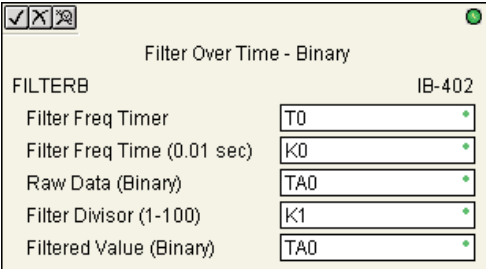 Filter Over Time - Binary
FILTERB IB-402
Filter Freq Timer T0
Filter Freq Time (0.01 sec) K0
Raw Data (Binary) TA0
Filter Divisor (1-100) K1
Filtered Value (Binary) TA0